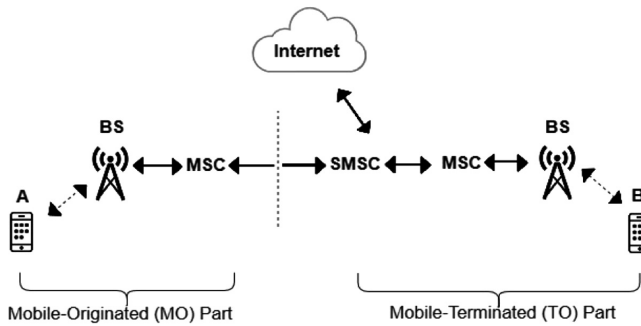 Internet
BS
BS
MSC
SMSC
MSC
A
B
Mobile-Originated (MO) Part
Mobile-Terminated (TO) Part